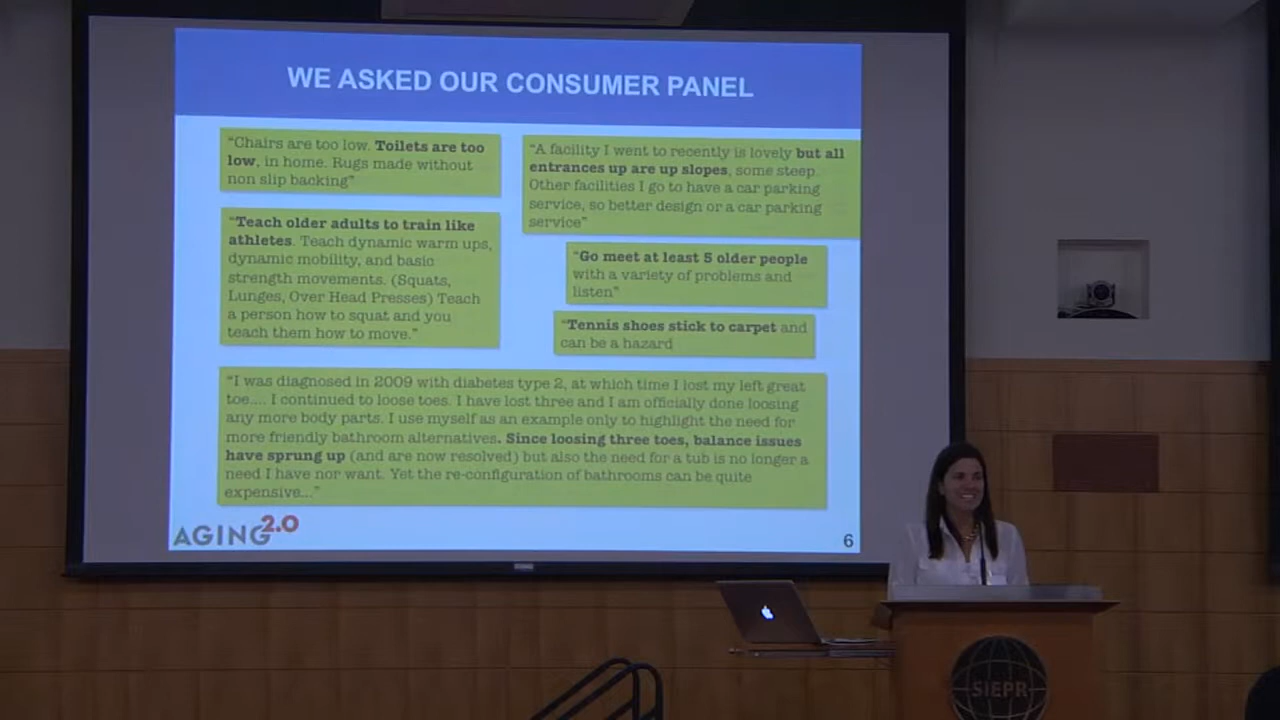 WE ASKED OUR CONSUMER PANEL
“Chairs are too low. Toilets are too
low, in home. Rugs made without
non slip backing”
“Teach older adults to train like
athletes. Teach dynamic warm ups,
dynamic mobility, and basic
strength movements. (Squats,
Lunges, Over Head Presses) Teach
a person how to squat and you
teach them how to move.”
“A facility I went to recently is lovely but all
entrances up are up slopes, some steep.
Other facilities I go to have a car parking
service, so better design or a car parking
service”
“Go meet at least 5 older people
with a variety of problems and
listen”
“Tennis shoes stick to carpet and
can be a hazard
“I was diagnosed in 2009 with diabetes type 2, at which time I lost my left great
toe.... I continued to loose toes. I have lost three and I am officially done loosing
any more body parts. I use myself as an example only to highlight the need for
more friendly bathroom alternatives. Since loosing three toes, balance issues
have sprung up (and are now resolved) but also the need for a tub is no longer a
need I have nor want. Yet the re-configuration of bathrooms can be quite
expensive...”
AGING2.0
6
SIEPR